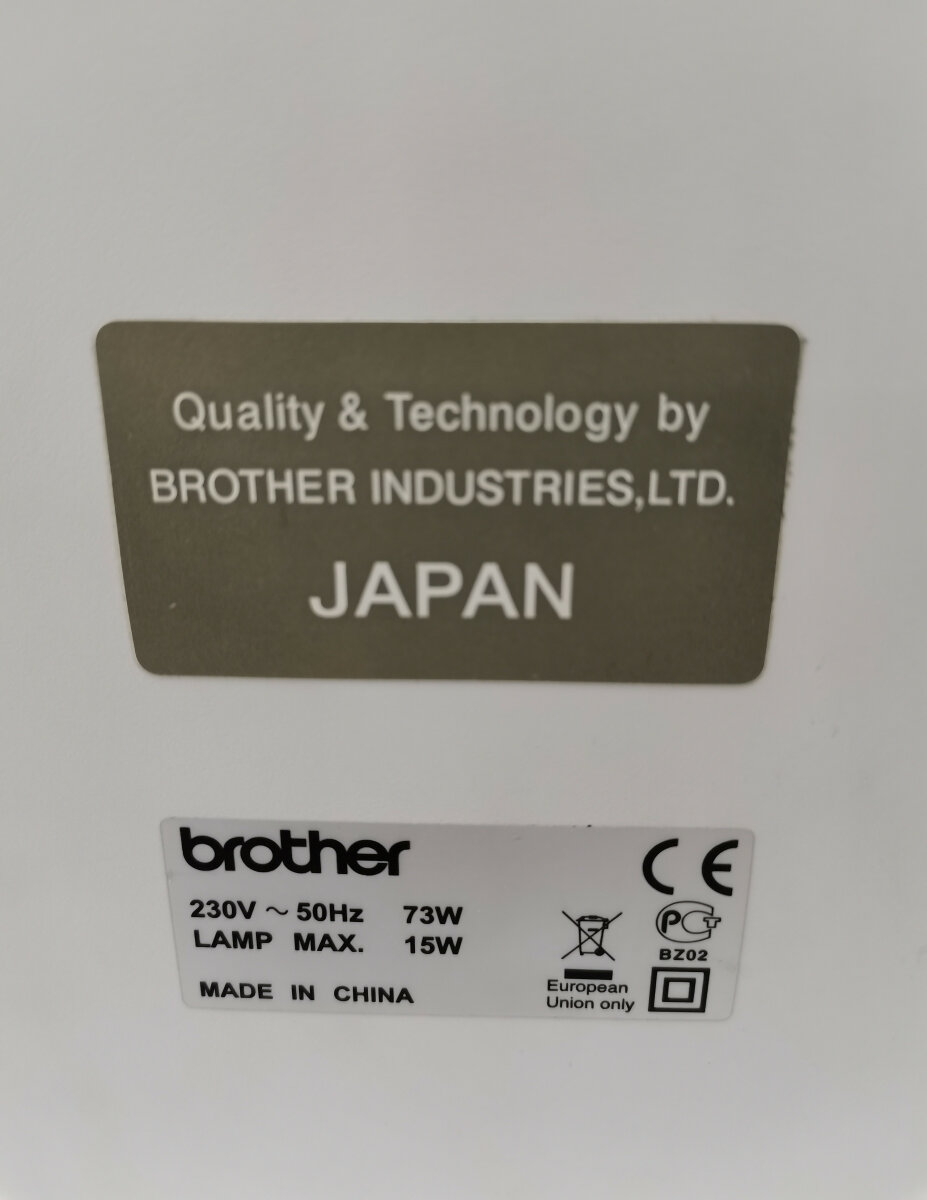 Quality & Technology by
BROTHER INDUSTRIES,LTD.
JAPAN
brother
CE
230V ~ 50Hz 73W
LAMP MAX. 15W
PCT
BZ02
MADE IN CHINA
European
Union only